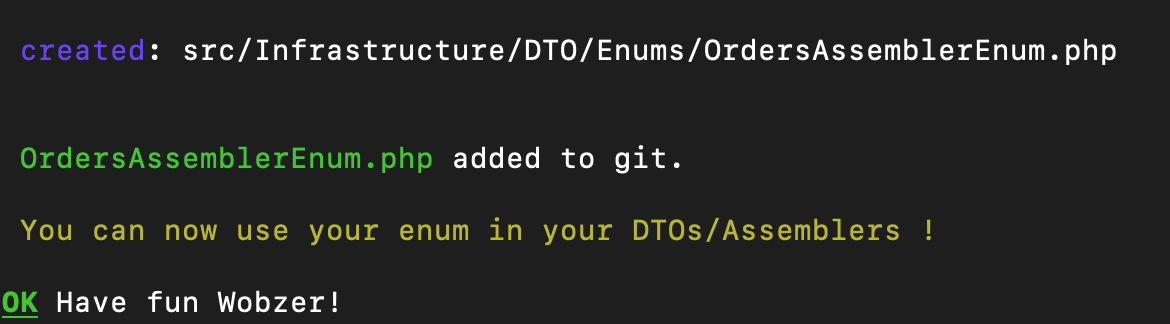 created: src/Infrastructure/DTO/Enums/OrdersAssemblerEnum.php
OrdersAssemblerEnum.php added to git.
You can now use your enum in your DTOs/Assemblers !
OK Have fun Wobzer!